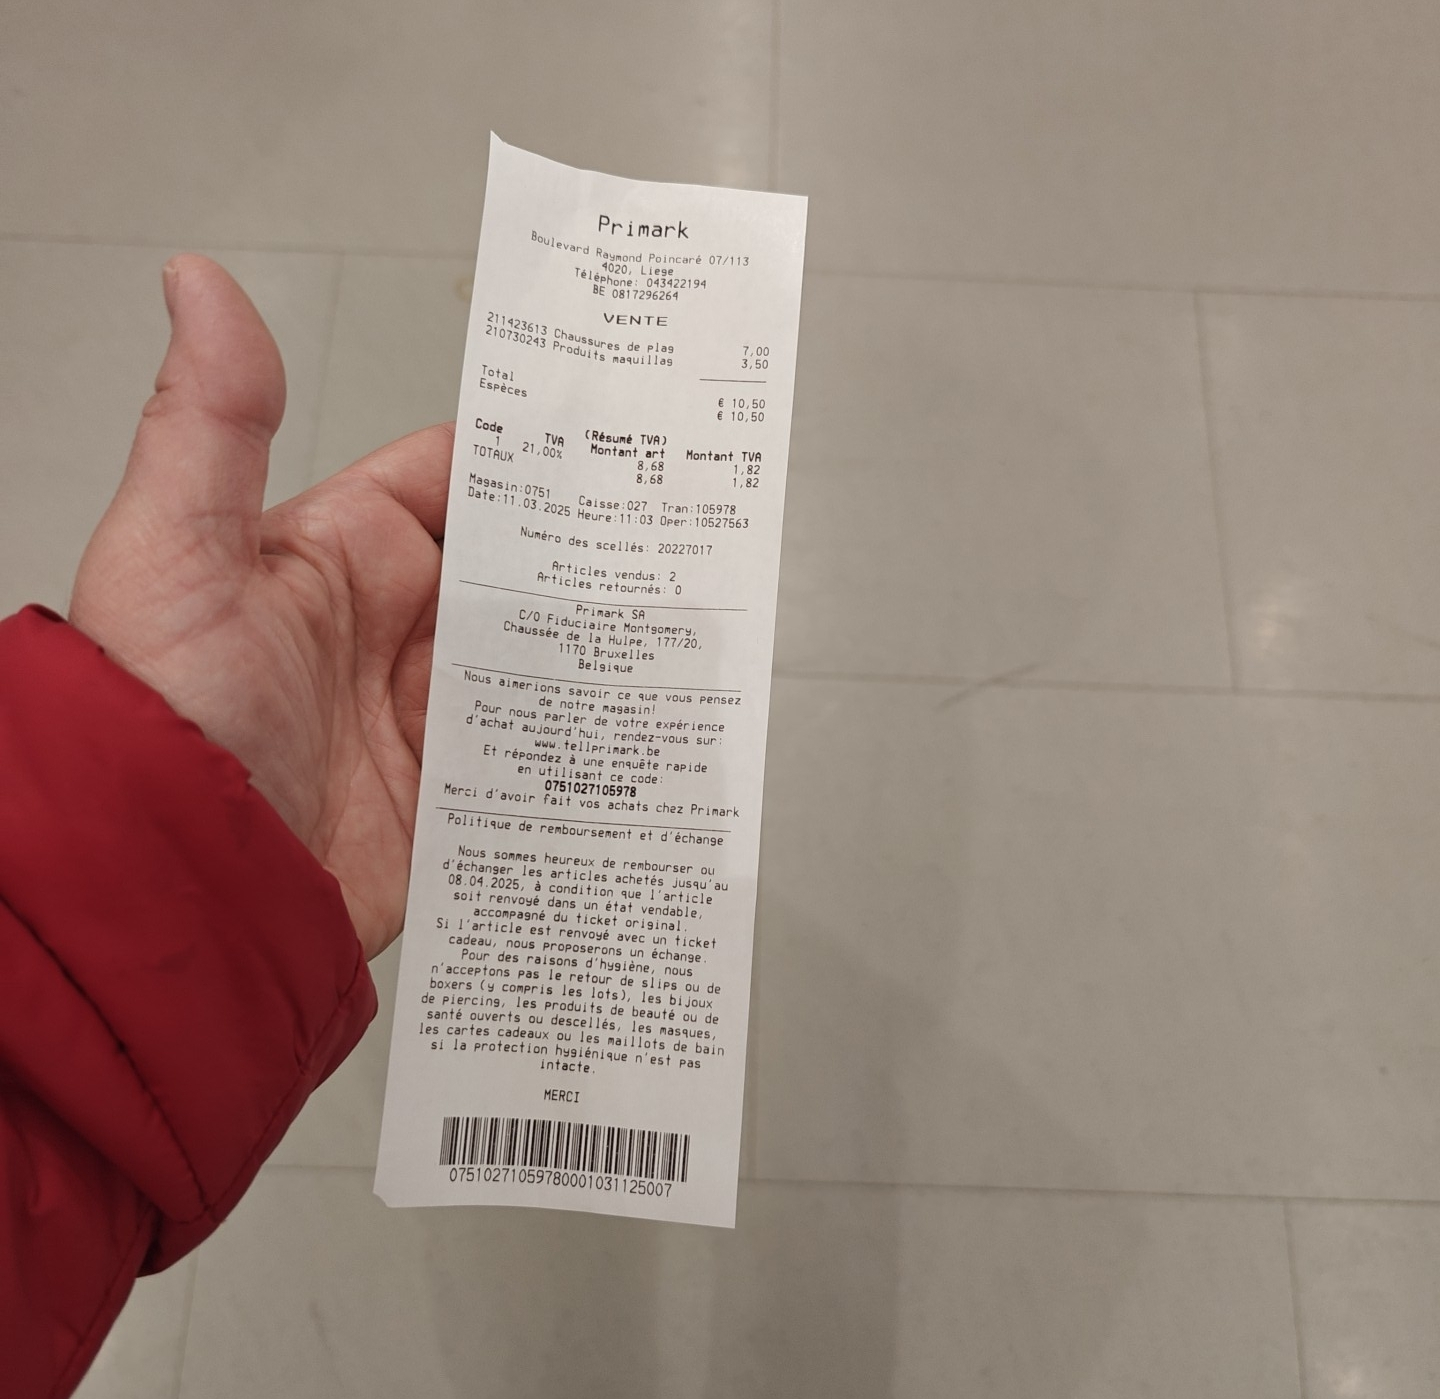 Primark
Boulevard Raymond Poincaré 07/113
4020, Liege
Téléphone: 043422194
BE 0817296264
VENTE
211423613 Chaussures de plag 7,00
210730243 Produits maquillag 3,50
Total € 10,50
Espèces € 10,50
(Résumé TVA)
Code TVA Montant art Montant TVA
1 21,00% 8,68 1,82
TOTAUX 8,68 1,82
Magasin:0751 Caisse:027 Tran:105978
Date:11.03.2025 Heure:11:03 Oper:10527563
Numéro des scellés: 20227017
Articles vendus: 2
Articles retournés: 0
Primark SA
C/O Fiduciaire Montgomery,
Chaussée de la Hulpe, 177/20,
1170 Bruxelles
Belgique
Nous aimerions savoir ce que vous pensez
de notre magasin!
Pour nous parler de votre expérience
d'achat aujourd'hui, rendez-vous sur:
www.tellprimark.be
Et répondez à une enquête rapide
en utilisant ce code:
0751027105978
Merci d'avoir fait vos achats chez Primark
Politique de remboursement et d'échange
Nous sommes heureux de rembourser ou
d'échanger les articles achetés jusqu'au
08.04.2025, à condition que l'article
soit renvoyé dans un état vendable,
accompagné du ticket original.
Si l'article est renvoyé avec un ticket
cadeau, nous proposerons un échange.
Pour des raisons d'hygiène, nous
n'acceptons pas le retour de slips ou de
boxers (y compris les lots), les bijoux
de piercing, les produits de beauté ou de
santé ouverts ou descellés, les masques,
les cartes cadeaux ou les maillots de bain
si la protection hygiénique n'est pas
intacte.
MERCI
07510271059780001031125007